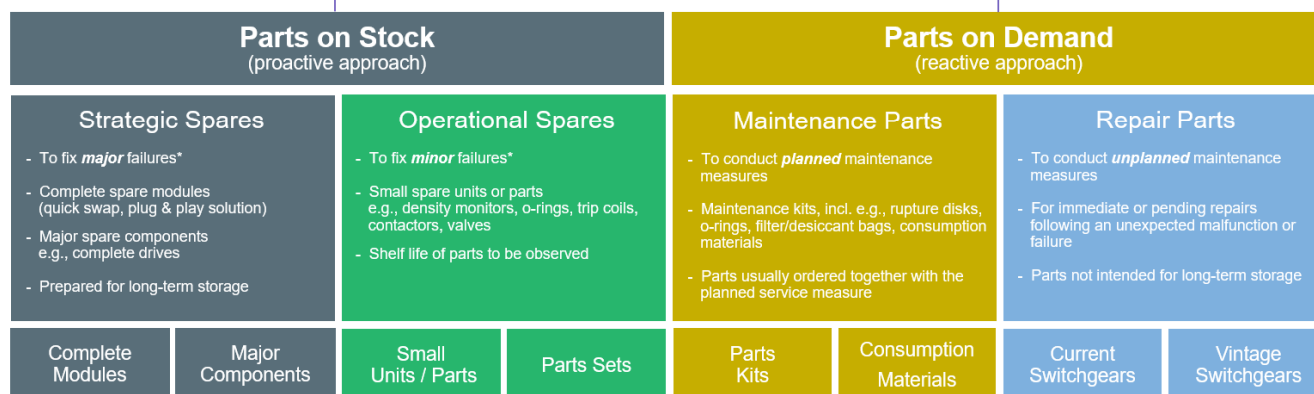 Parts on Stock
(proactive approach)
Parts on Demand
(reactive approach)
Strategic Spares
- To fix major failures*
- Complete spare modules
(quick swap, plug & play solution)
- Major spare components
e.g., complete drives
- Prepared for long-term storage
Operational Spares
- To fix minor failures*
- Small spare units or parts
e.g., density monitors, o-rings, trip coils,
contactors, valves
- Shelf life of parts to be observed
Maintenance Parts
- To conduct planned maintenance
measures
- Maintenance kits, incl. e.g., rupture disks,
o-rings, filter/desiccant bags, consumption
materials
- Parts usually ordered together with the
planned service measure
Repair Parts
- To conduct unplanned maintenance
measures
- For immediate or pending repairs
following an unexpected malfunction or
failure
- Parts not intended for long-term storage
Complete
Modules
Major
Components
Small
Units / Parts
Parts Sets
Parts
Kits
Consumption
Materials
Current
Switchgears
Vintage
Switchgears